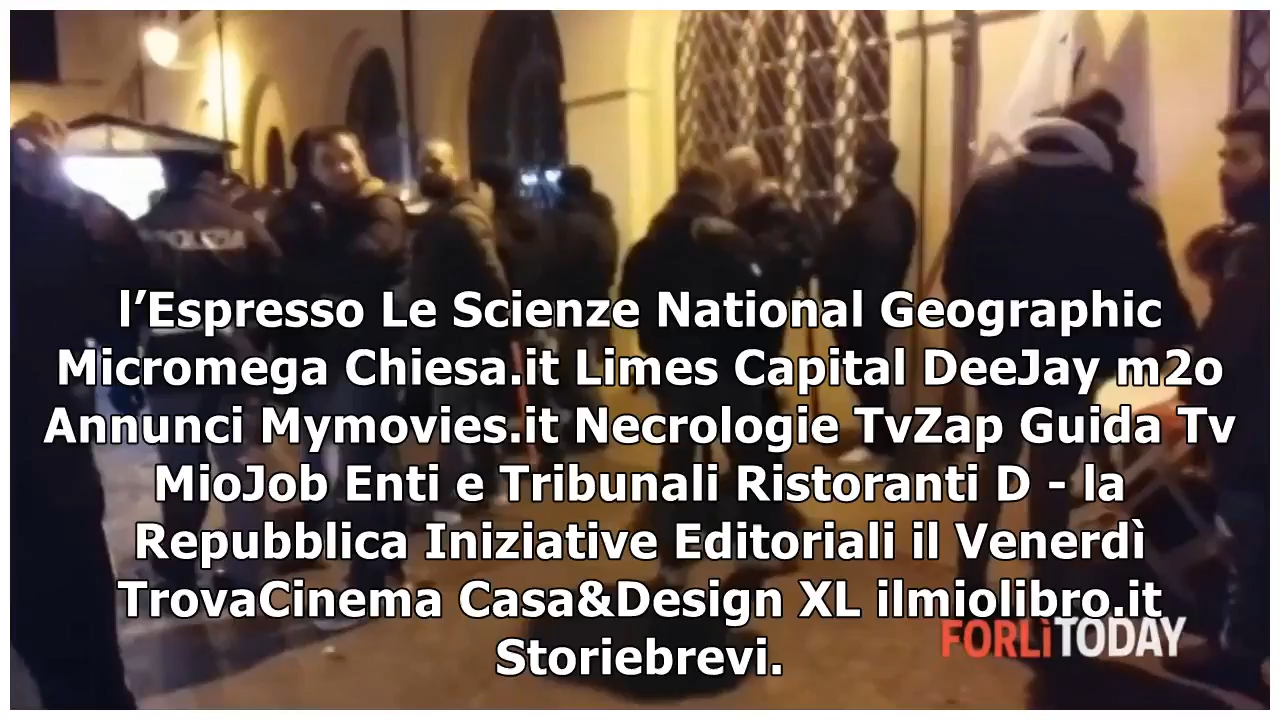 POLIZIA
l’Espresso Le Scienze National Geographic
Micromega Chiesa.it Limes Capital DeeJay m2o
Annunci Mymovies.it Necrologie TvZap Guida Tv
MioJob Enti e Tribunali Ristoranti D - la
Repubblica Iniziative Editoriali il Venerdì
TrovaCinema Casa&Design XL ilmiolibro.it
Storiebrevi.
FORLÌTODAY